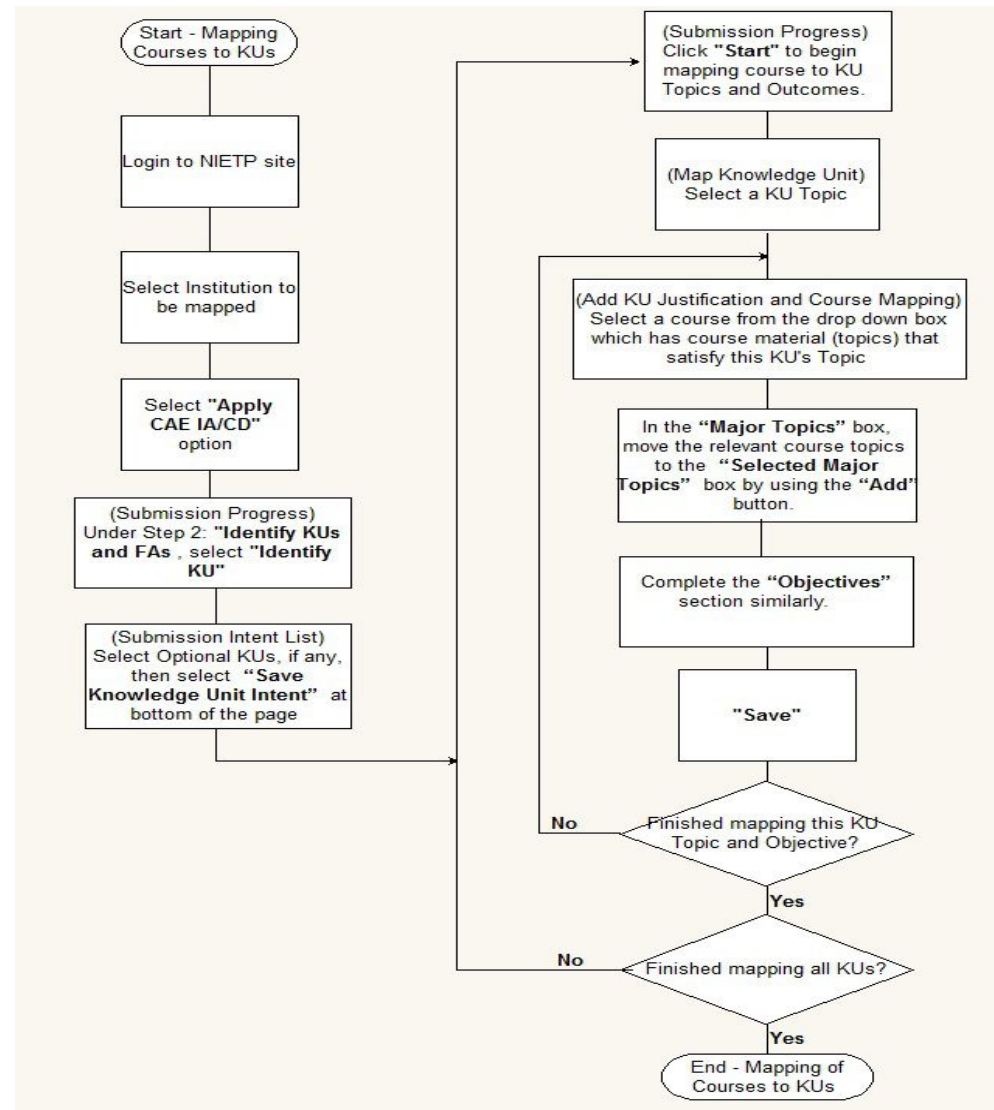 Start - Mapping
Courses to KUs
Login to NIETP site
Select Institution to
be mapped
Select "Apply
CAE IA/CD"
option
(Submission Progress)
Under Step 2: "Identify KUs
and FAs , select "Identify
KU"
(Submission Intent List)
Select Optional KUs, if any,
then select “Save
Knowledge Unit Intent” at
bottom of the page
(Submission Progress)
Click "Start" to begin
mapping course to KU
Topics and Outcomes.
(Map Knowledge Unit)
Select a KU Topic
(Add KU Justification and Course Mapping)
Select a course from the drop down box
which has course material (topics) that
satisfy this KU's Topic
In the “Major Topics” box,
move the relevant course topics
to the “Selected Major
Topics” box by using the “Add”
button.
Complete the “Objectives”
section similarly.
"Save"
No
Finished mapping this KU
Topic and Objective?
Yes
No
Finished mapping all KUs?
Yes
End - Mapping of
Courses to KUs